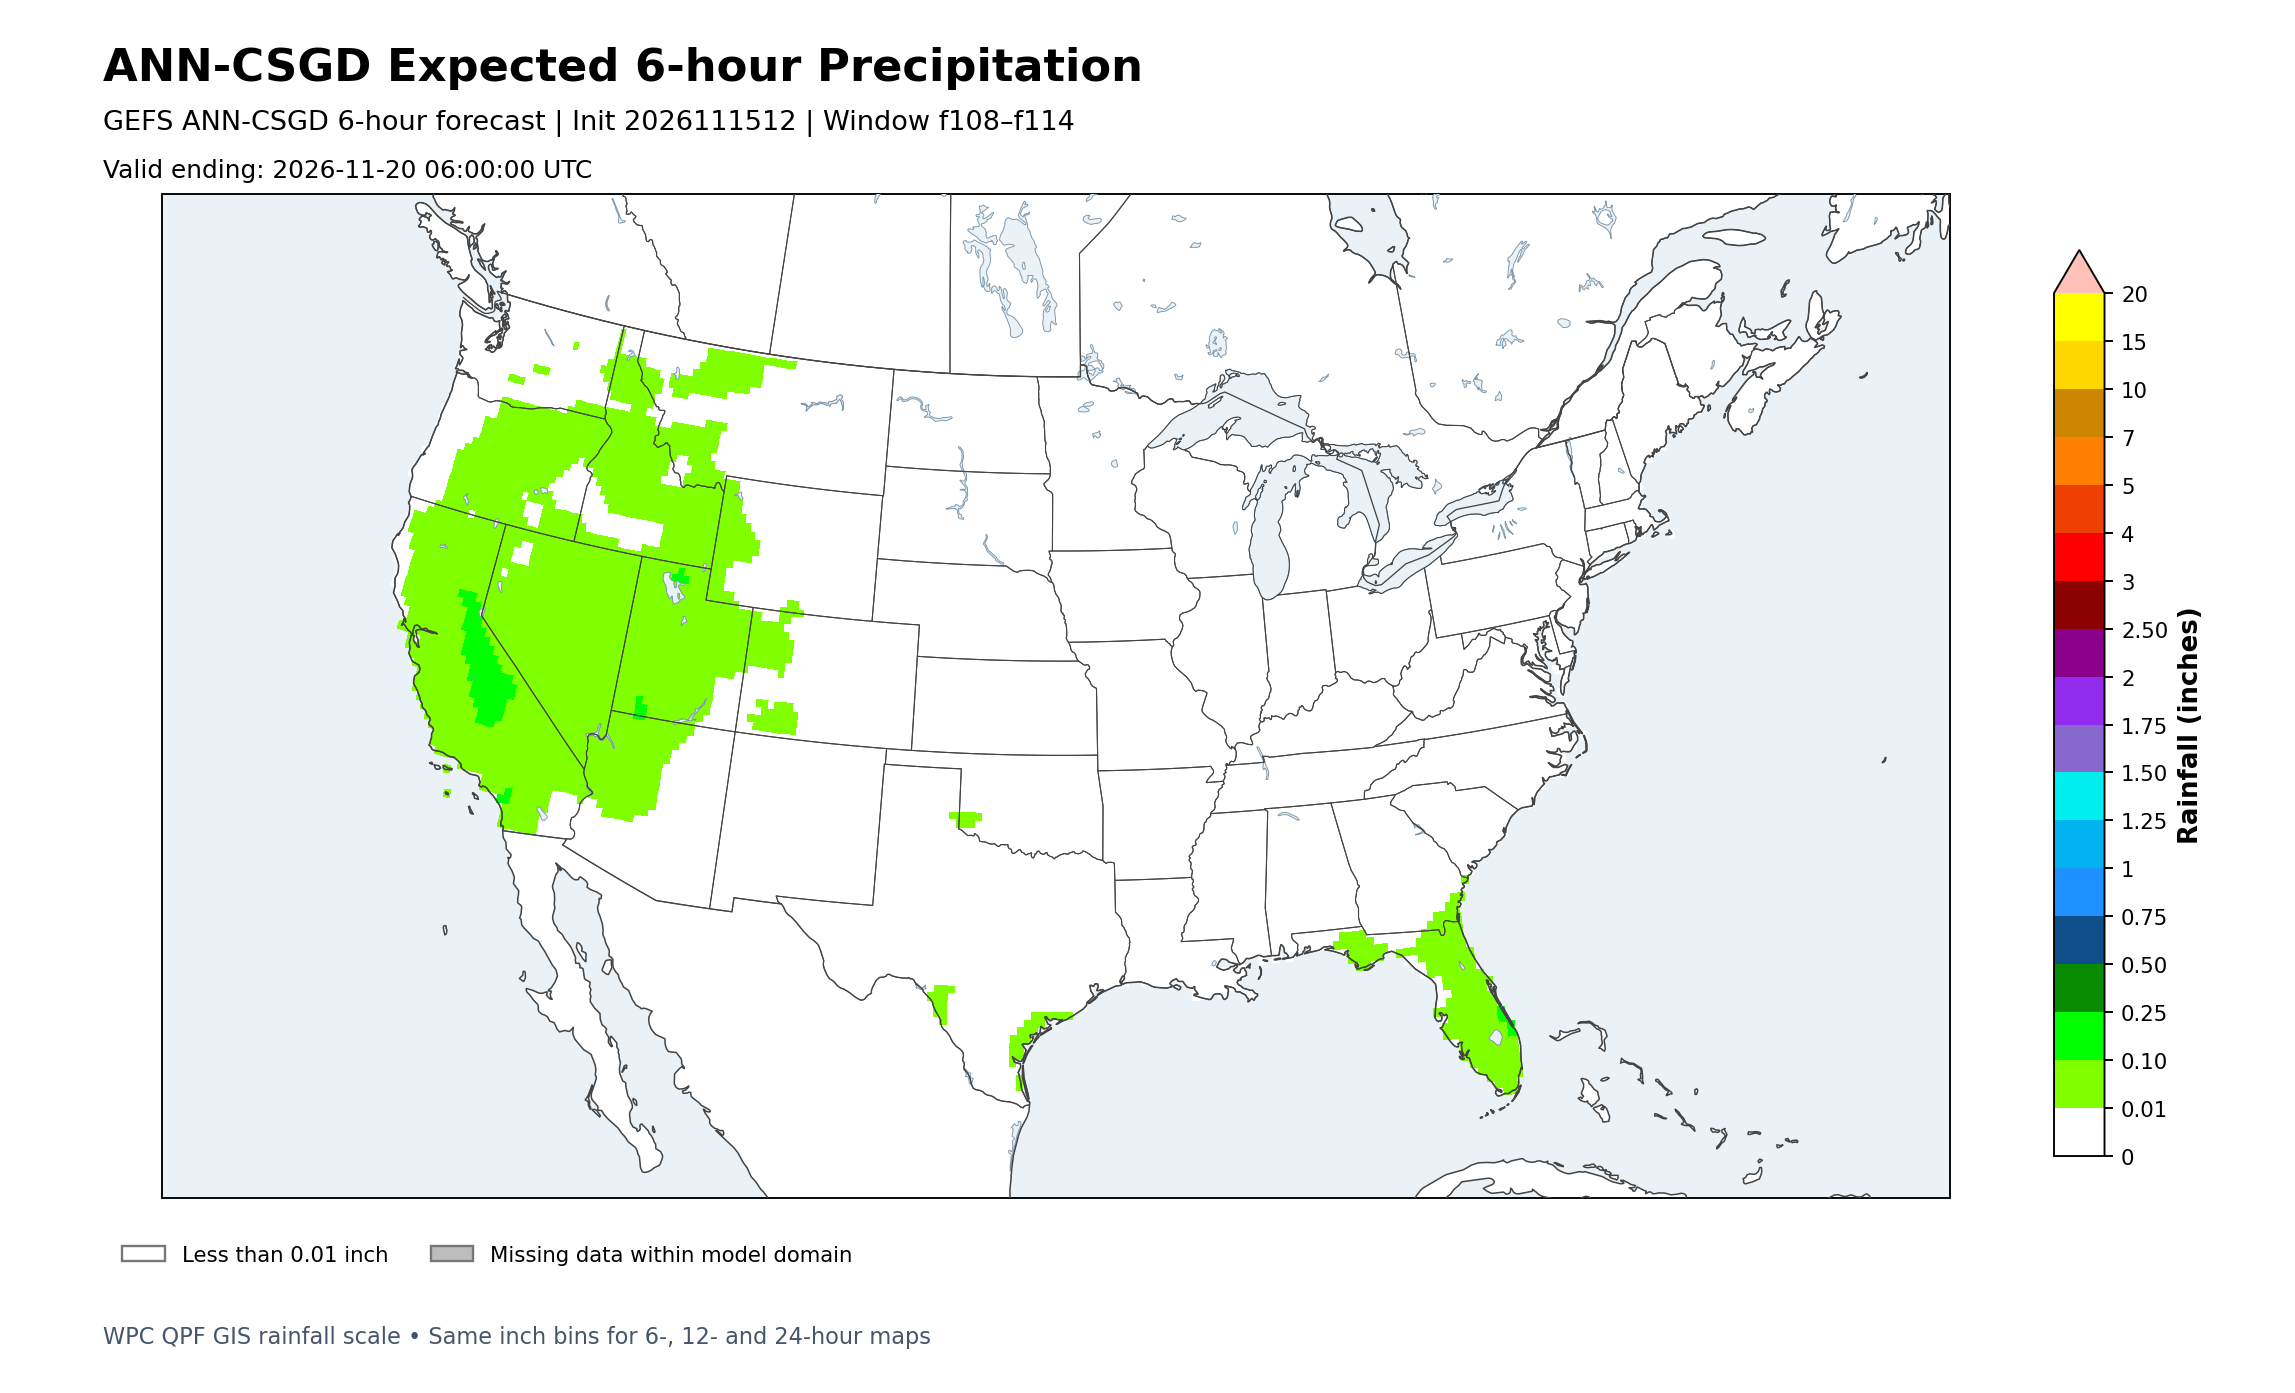 ANN-CSGD Expected 6-hour Precipitation
GEFS ANN-CSGD 6-hour forecast | Init 2026111512 | Window f108–f114
Valid ending: 2026-11-20 06:00:00 UTC
20
15
10
7
5
4
3
2.50
2
1.75
1.50
1.25
1
0.75
0.50
0.25
0.10
0.01
0
Rainfall (inches)
Less than 0.01 inch
Missing data within model domain
WPC QPF GIS rainfall scale • Same inch bins for 6-, 12- and 24-hour maps